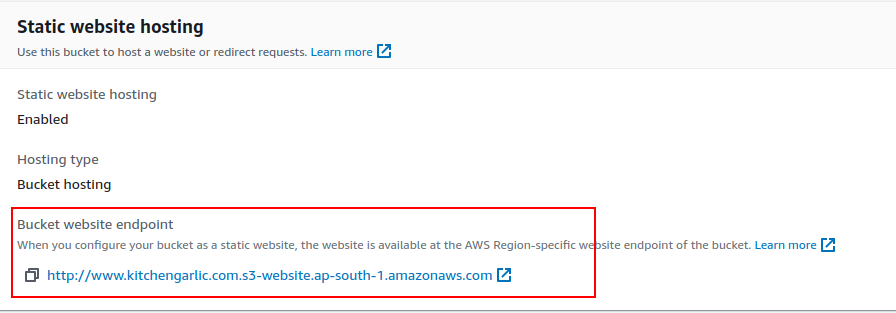 Static website hosting
Use this bucket to host a website or redirect requests. Learn more
Static website hosting
Enabled
Hosting type
Bucket hosting
Bucket website endpoint
When you configure your bucket as a static website, the website is available at the AWS Region-specific website endpoint of the bucket. Learn more
http://www.kitchengarlic.com.s3-website.ap-south-1.amazonaws.com